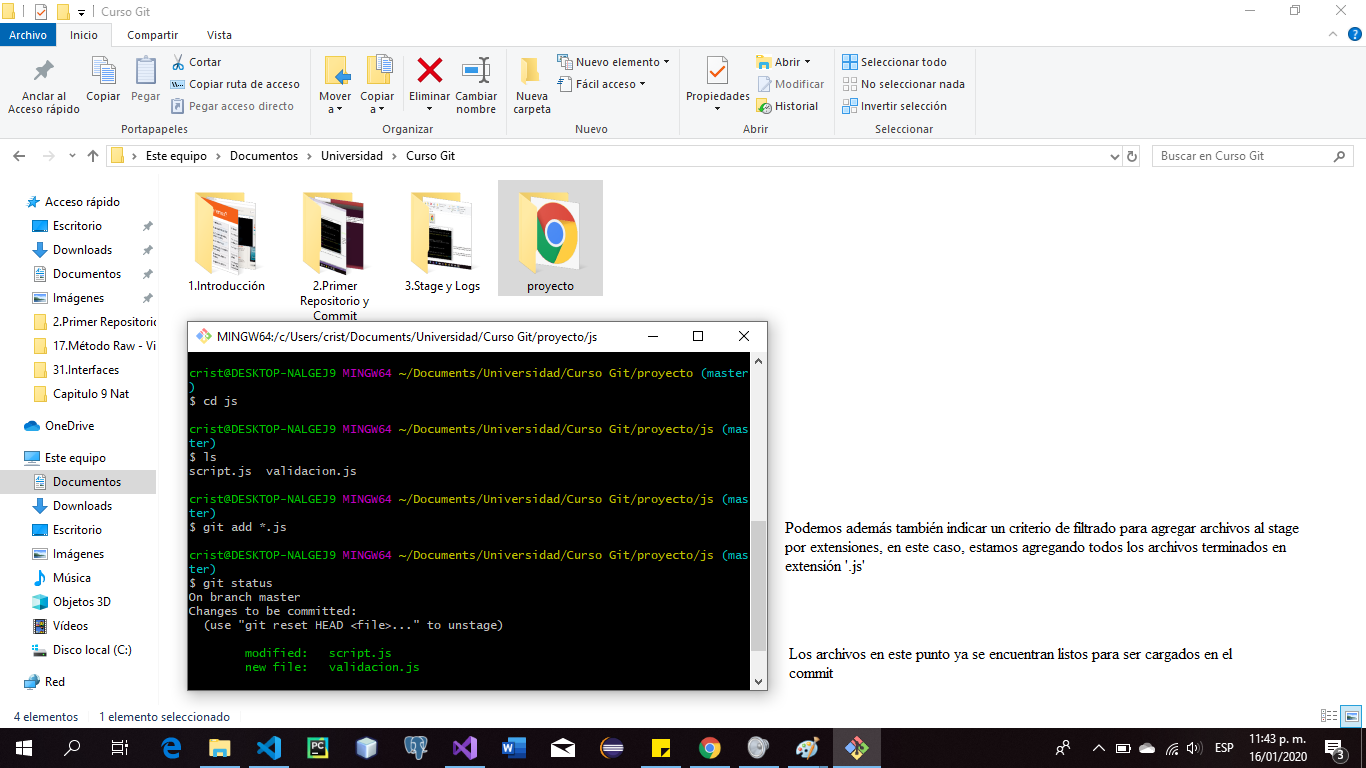 Curso Git
Archivo Inicio Compartir Vista
Anclar al
Acceso rápido
Copiar
Pegar
Cortar
Copiar ruta de acceso
Pegar acceso directo
Portapapeles
Mover
a
Copiar
a
Eliminar
Cambiar
nombre
Organizar
Nueva
carpeta
Nuevo elemento
Fácil acceso
Nuevo
Propiedades
Abrir
Modificar
Historial
Abrir
Seleccionar todo
No seleccionar nada
Invertir selección
Seleccionar
Este equipo > Documentos > Universidad > Curso Git
Buscar en Curso Git
Acceso rápido
Escritorio
Downloads
Documentos
Imágenes
2.Primer Repositorio
17.Método Raw - Vi
31.Interfaces
Capitulo 9 Nat
OneDrive
Este equipo
Documentos
Downloads
Escritorio
Imágenes
Música
Objetos 3D
Vídeos
Disco local (C:)
Red
1.Introducción
2.Primer
Repositorio y
Commit
3.Stage y Logs
proyecto
MINGW64:/c/Users/crist/Documents/Universidad/Curso Git/proyecto/js
crist@DESKTOP-NALGEJ9 MINGW64 ~/Documents/Universidad/Curso Git/proyecto (master
)
$ cd js
crist@DESKTOP-NALGEJ9 MINGW64 ~/Documents/Universidad/Curso Git/proyecto/js (mas
ter)
$ ls
script.js  validacion.js
crist@DESKTOP-NALGEJ9 MINGW64 ~/Documents/Universidad/Curso Git/proyecto/js (mas
ter)
$ git add *.js
crist@DESKTOP-NALGEJ9 MINGW64 ~/Documents/Universidad/Curso Git/proyecto/js (mas
ter)
$ git status
On branch master
Changes to be committed:
(use "git reset HEAD <file>..." to unstage)
modified:   script.js
new file:   validacion.js
Podemos además también indicar un criterio de filtrado para agregar archivos al stage
por extensiones, en este caso, estamos agregando todos los archivos terminados en
extensión '.js'
Los archivos en este punto ya se encuentran listos para ser cargados en el
commit
4 elementos
1 elemento seleccionado
ESP
11:43 p. m.
16/01/2020
3